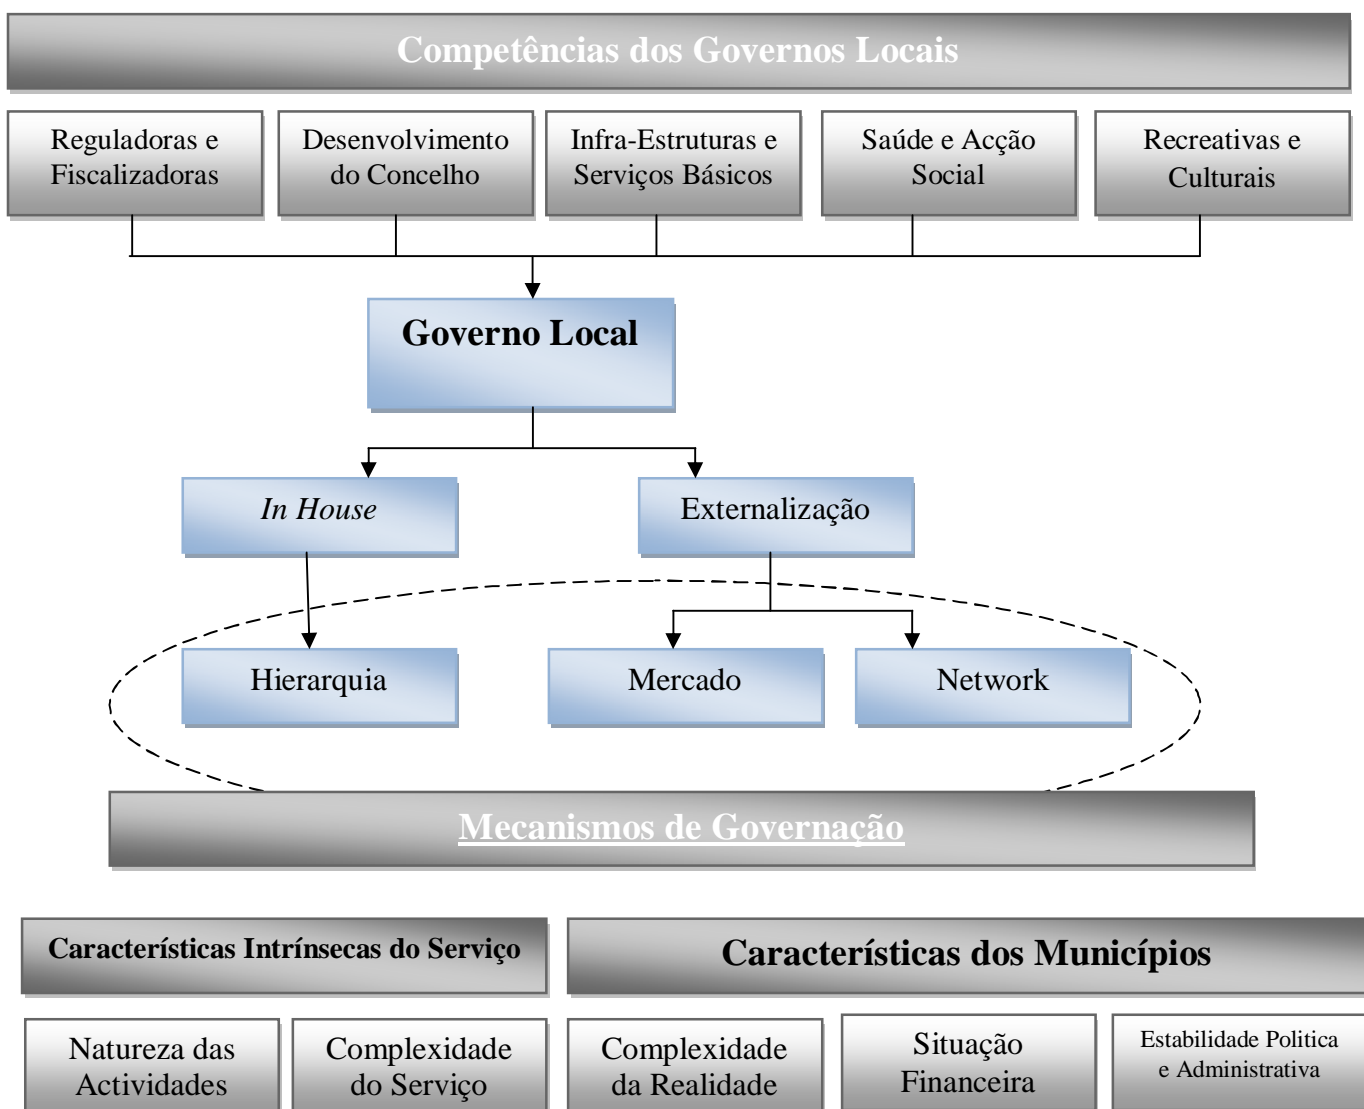 Competências dos Governos Locais
Reguladoras e
Fiscalizadoras
Desenvolvimento
do Concelho
Infra-Estruturas e
Serviços Básicos
Saúde e Acção
Social
Recreativas e
Culturais
Governo Local
In House
Externalização
Hierarquia
Mercado
Network
Mecanismos de Governação
Características Intrínsecas do Serviço
Características dos Municípios
Natureza das
Actividades
Complexidade
do Serviço
Complexidade
da Realidade
Situação
Financeira
Estabilidade Politica
e Administrativa